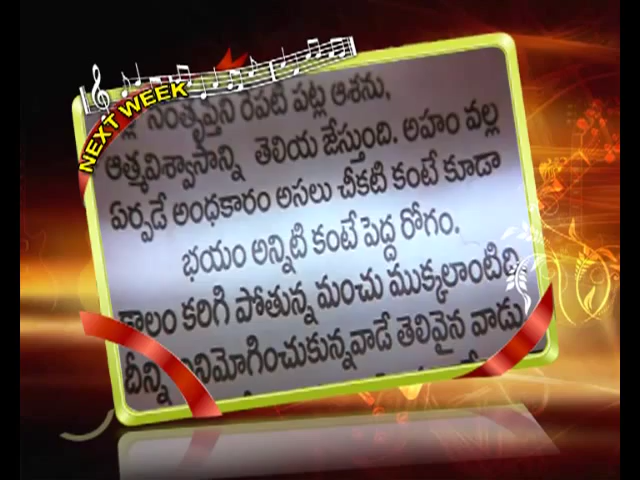 NEXT WEEK
సంతృప్తిని రేపటి పట్ల ఆశను,
ఆత్మవిశ్వాసాన్ని తెలియ జేస్తుంది. అహం వల్ల
ఏర్పడే అంధకారం అసలు చీకటి కంటే కూడా
భయం అన్నిటి కంటే పెద్ద రోగం.
కాలం కరిగి పోతున్న మంచు ముక్కలాంటిది
దీన్ని వినిమోగించుకున్నవాడే తెలివైన వాడు